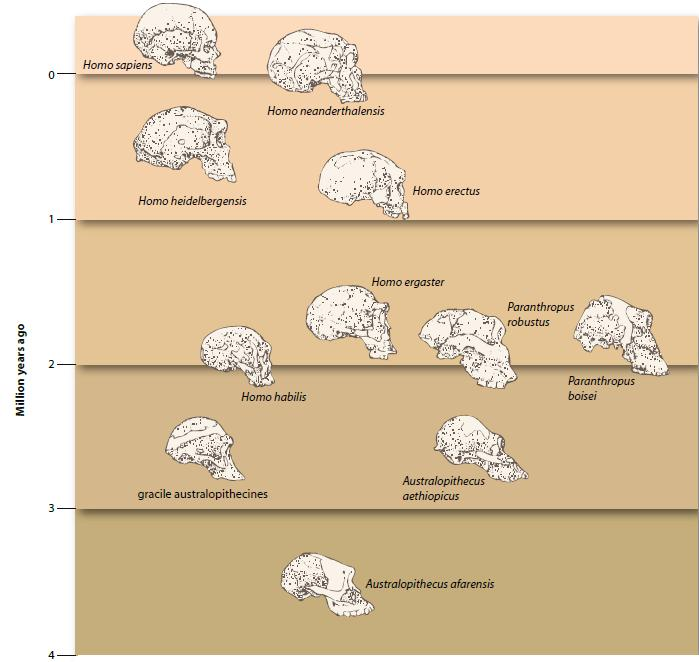 Homo sapiens
0
Homo neanderthalensis
Homo heidelbergensis
Homo erectus
1
Homo ergaster
Paranthropus
robustus
2
Paranthropus
boisei
Homo habilis
Million years ago
Australopithecus
aethiopicus
gracile australopithecines
3
Australopithecus afarensis
4